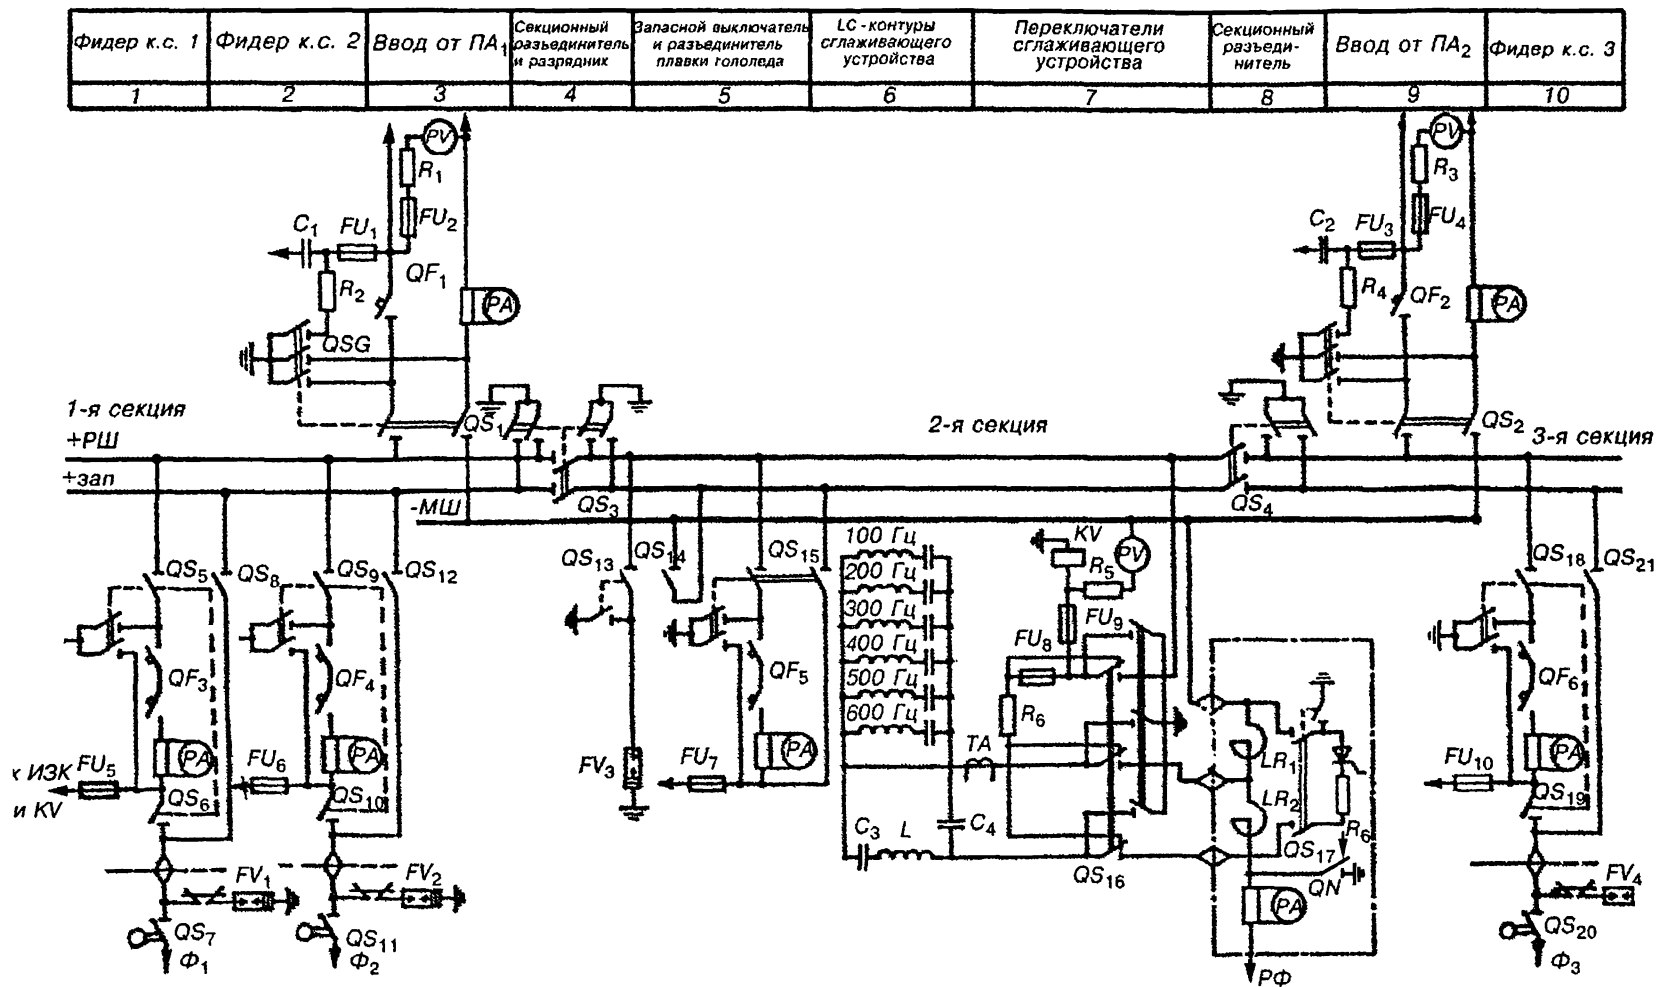 Фидер к.с. 1
Фидер к.с. 2
Ввод от ПА₁
Секционный
разъединитель
и разрядник
Запасной выключатель
и разъединитель
плавки гололеда
LC-контуры
сглаживающего
устройства
Переключатели
сглаживающего
устройства
Секционный
разъеди-
нитель
Ввод от ПА₂
Фидер к.с. 3
1 2 3 4 5 6 7 8 9 10
PV
R₁
FU₂
C₁
FU₁
QF₁
R₂
PA
QSG
PV
R₃
FU₄
C₂
FU₃
R₄
QF₂
PA
1-я секция
+РШ
+зап
QS₁
-МШ
QS₃
2-я секция
QS₄
QS₂
3-я секция
QS₅
QS₈
QS₉
QS₁₂
QS₁₃
QS₁₄
QS₁₅
100 Гц
200 Гц
300 Гц
400 Гц
500 Гц
600 Гц
KV
R₅
PV
FU₉
FU₈
R₆
QS₁₈
QS₂₁
QF₃
QF₄
QF₅
QF₆
PA
PA
PA
PA
к ИЗК
и KV
FU₅
FU₆
FV₃
FU₇
TA
LR₁
LR₂
FU₁₀
QS₆
QS₁₀
QS₁₉
C₃
L
C₄
QS₁₆
QS₁₇
R₆
QN
PA
FV₁
FV₂
FV₄
QS₇
QS₁₁
QS₂₀
Ф₁
Ф₂
РФ
Ф₃